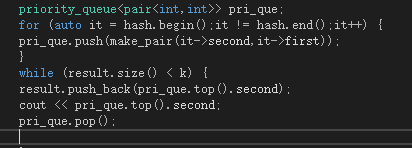 priority_queue<pair<int,int>> pri_que;
for (auto it = hash.begin();it != hash.end();it++) {
pri_que.push(make_pair(it->second,it->first));
}
while (result.size() < k) {
result.push_back(pri_que.top().second);
cout << pri_que.top().second;
pri_que.pop();